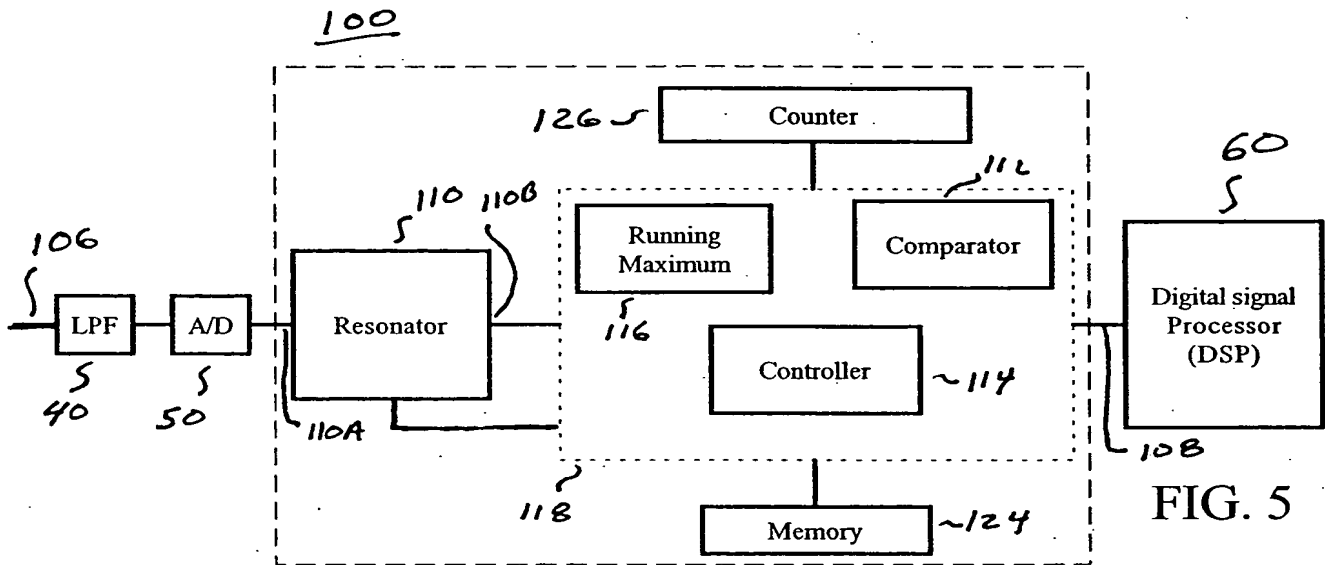 100
126
Counter
60
112
110
110B
106
Running
Maximum
Comparator
LPF
A/D
Resonator
116
Digital signal
Processor
(DSP)
Controller
114
40
50
110A
108
118
Memory
124
FIG. 5